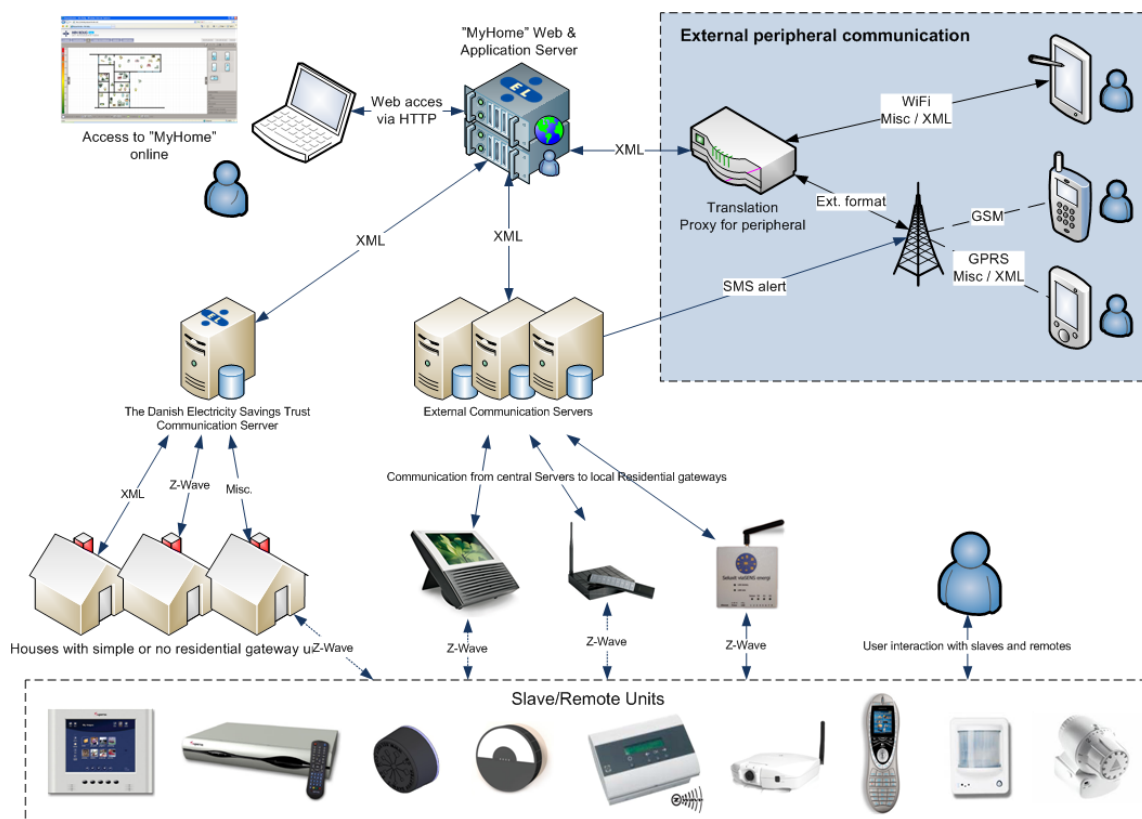 "MyHome" Web &
Application Server
External peripheral communication
Web acces
via HTTP
WiFi
Misc / XML
Access to "MyHome"
online
EL
XML
Translation
Proxy for peripheral
Ext. format
GSM
GPRS
Misc / XML
XML
XML
SMS alert
EL
The Danish Electricity Savings Trust
Communication Serrver
External Communication Servers
Communication from central Servers to local Residential gateways
XML
Z-Wave
Misc.
Houses with simple or no residential gateway u
Z-Wave
Z-Wave
Z-Wave
Z-Wave
User interaction with slaves and remotes
Slave/Remote Units